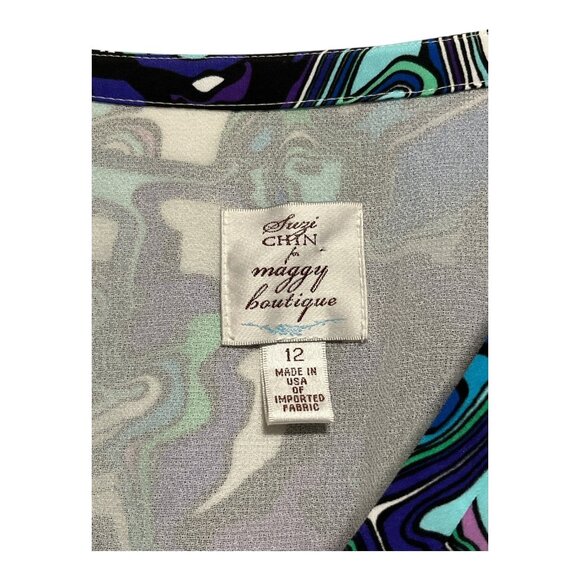 Suzi
CHIN
for
maggy
boutique
12
MADE IN
USA
OF
IMPORTED
FABRIC